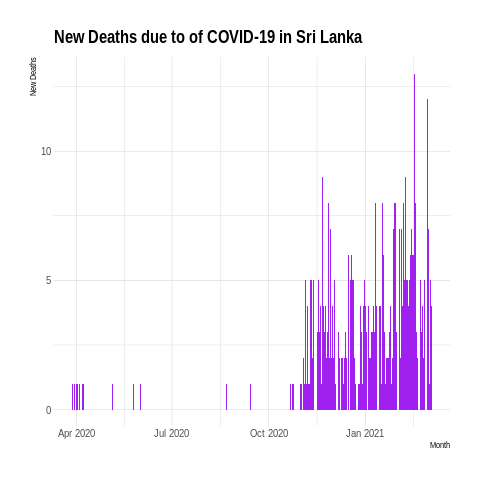 New Deaths due to of COVID-19 in Sri Lanka
New Deaths
10
5
0
Apr 2020 Jul 2020 Oct 2020 Jan 2021
Month